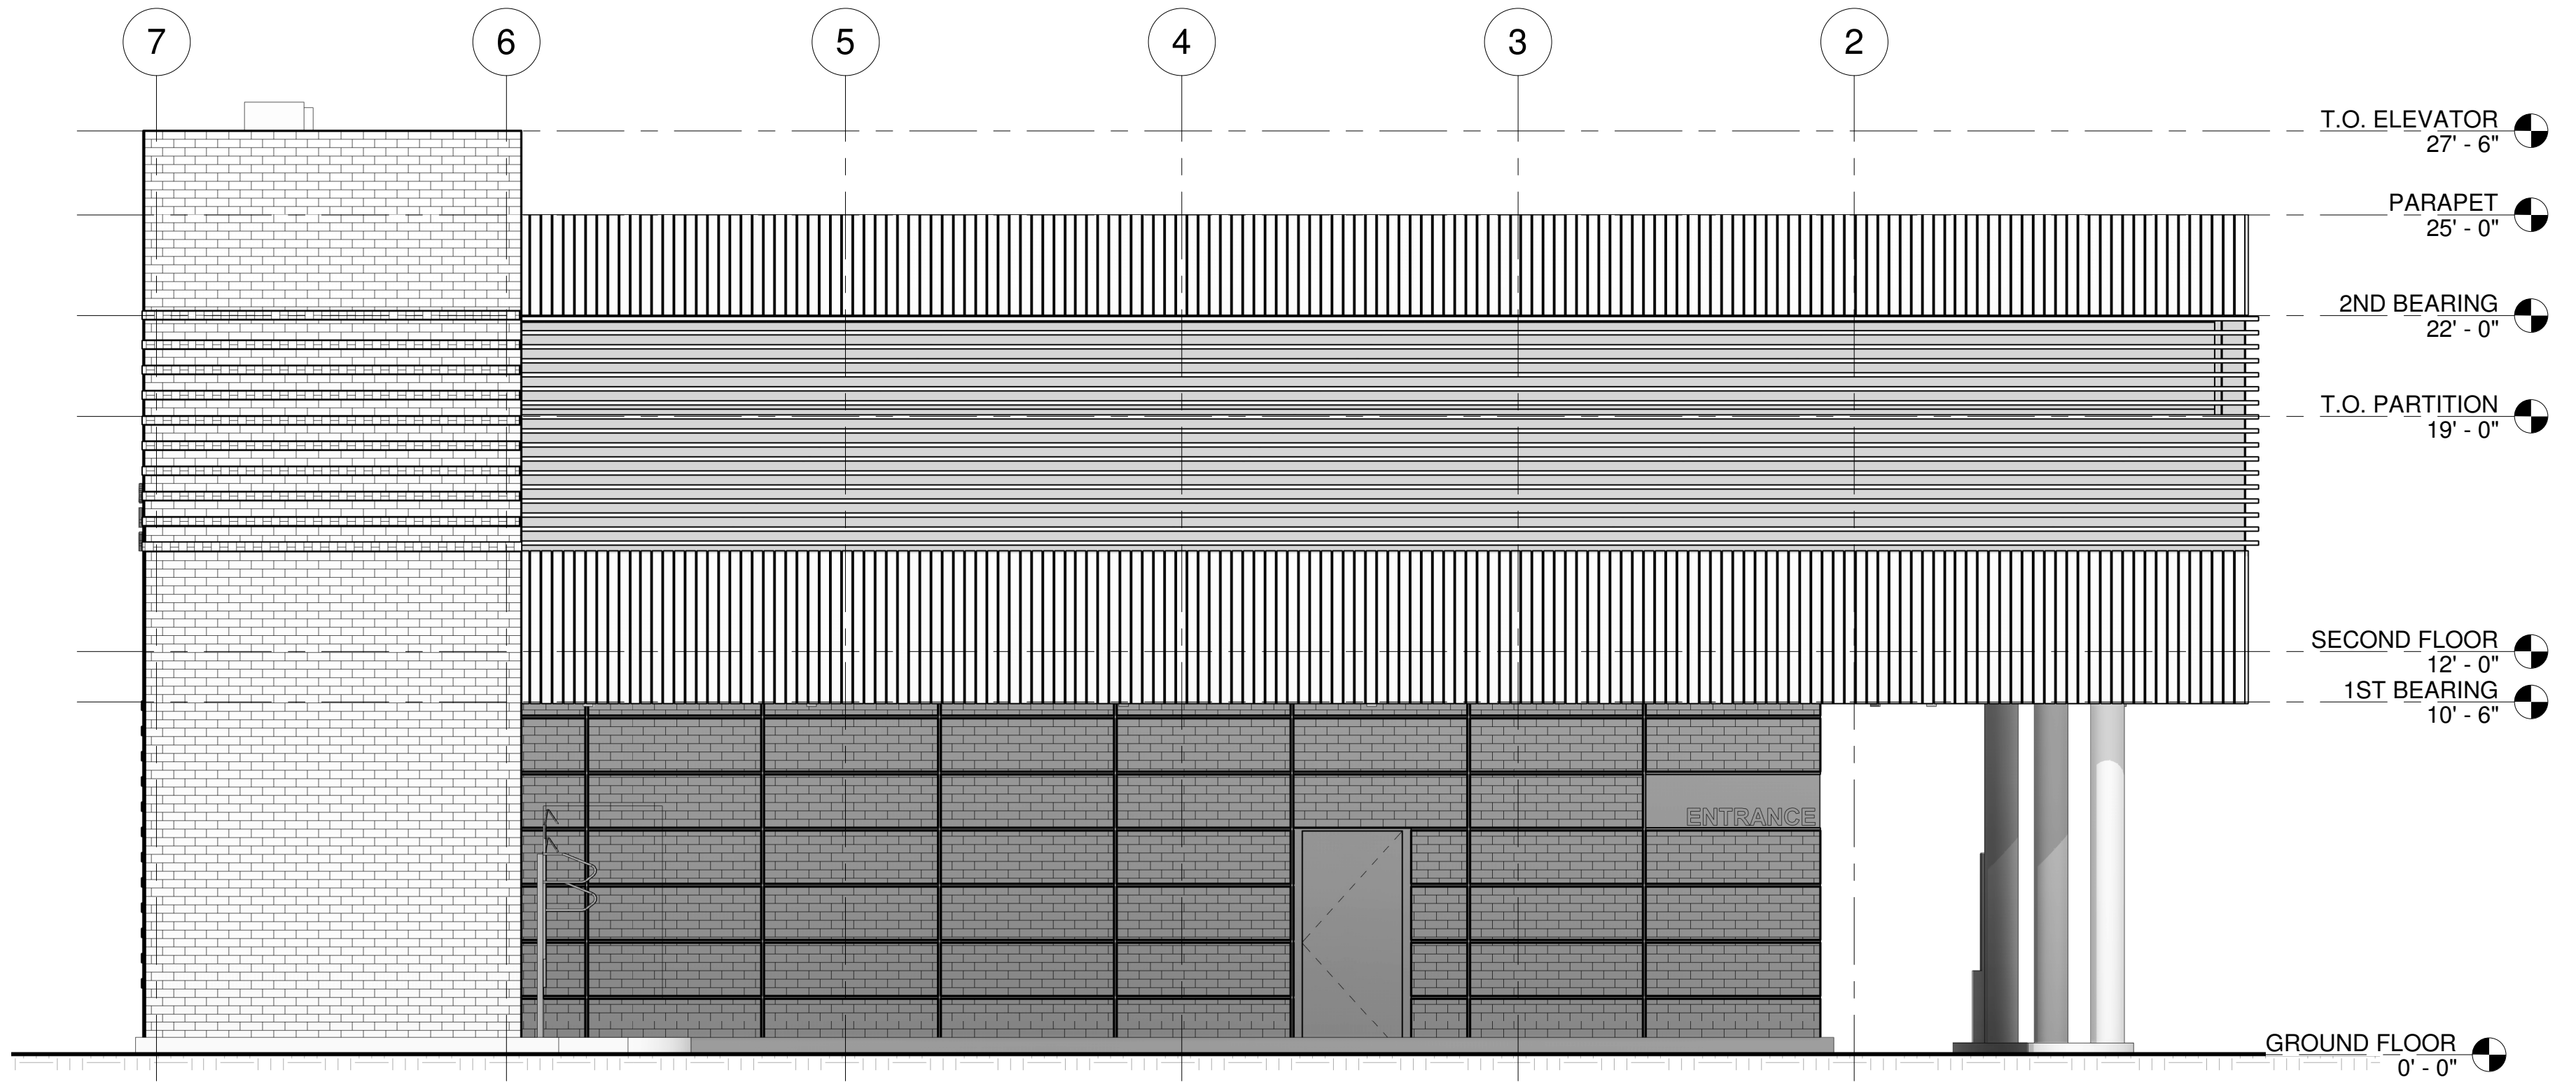 7 6 5 4 3 2
T.O. ELEVATOR
27' - 6"
PARAPET
25' - 0"
2ND BEARING
22' - 0"
T.O. PARTITION
19' - 0"
SECOND FLOOR
12' - 0"
1ST BEARING
10' - 6"
ENTRANCE
GROUND FLOOR
0' - 0"